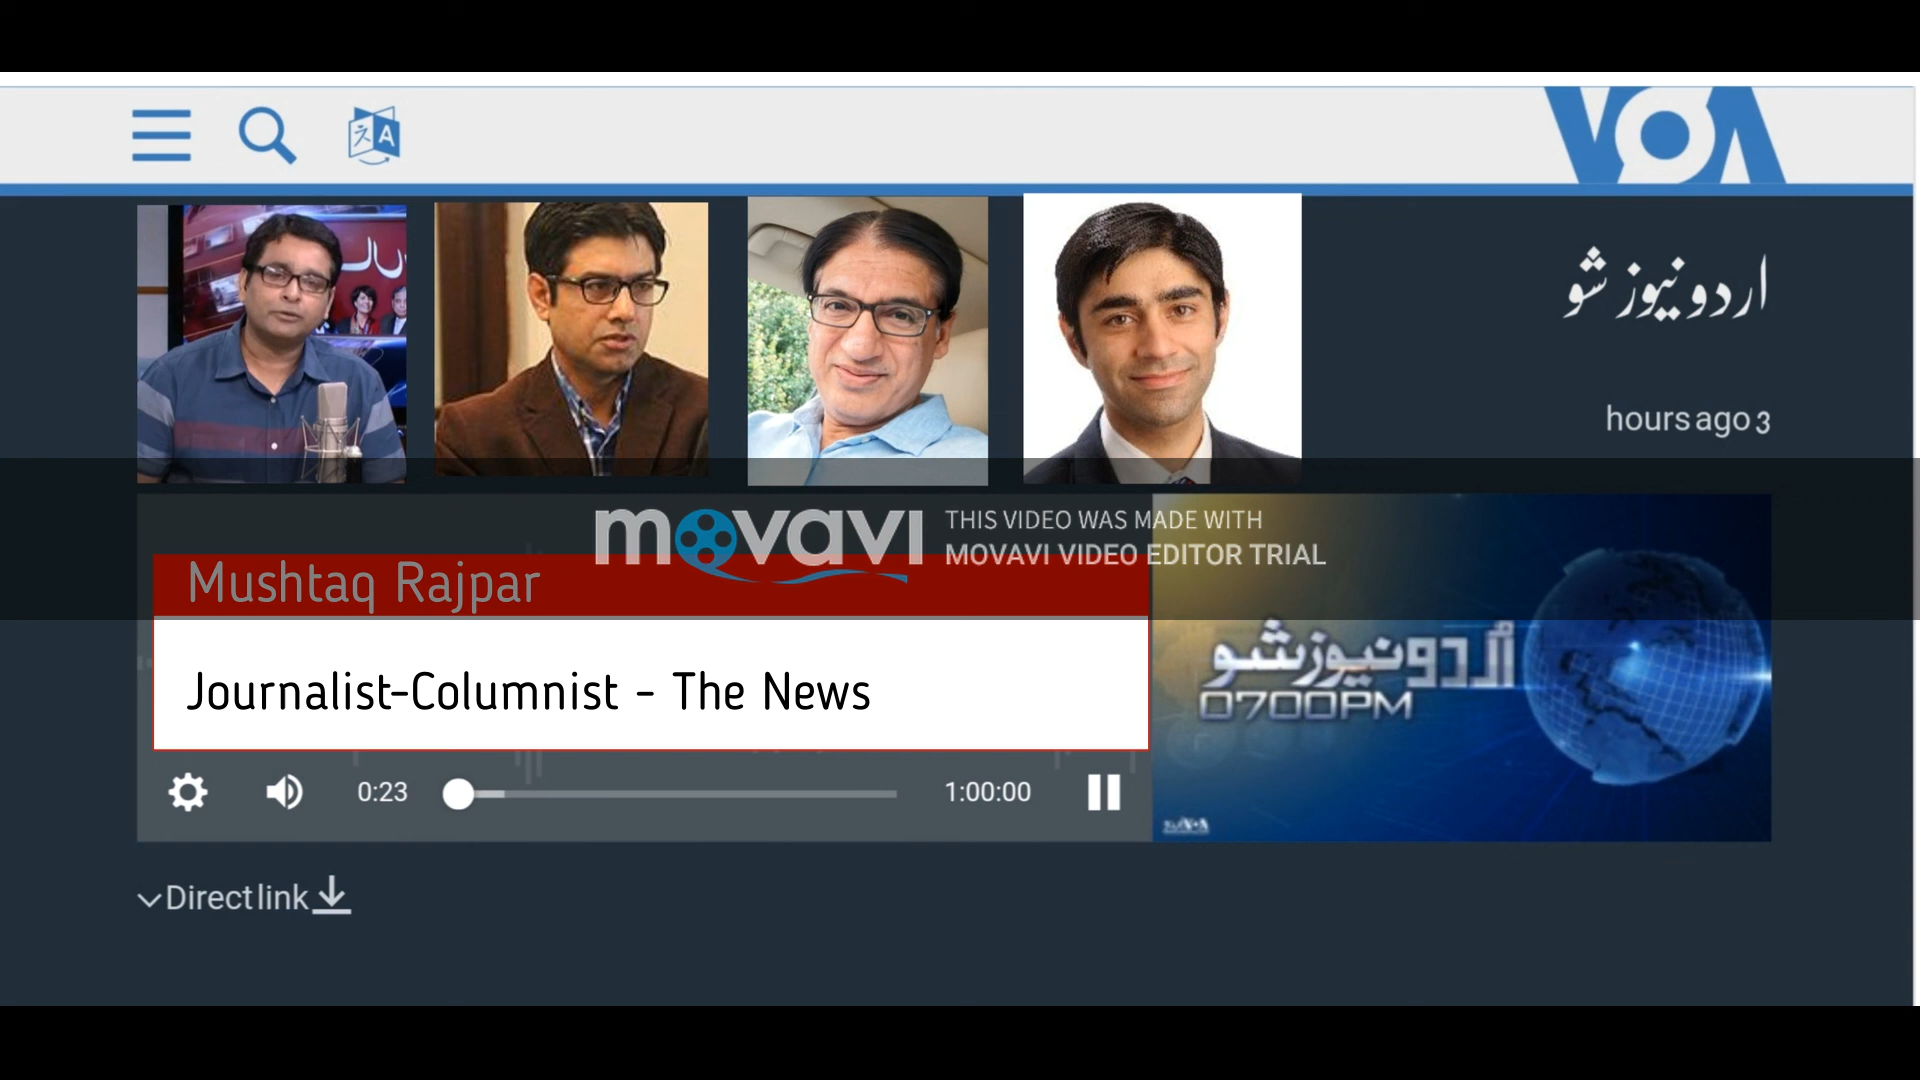 VOA
اردو نیوز شو
3 hours ago
movavi
THIS VIDEO WAS MADE WITH
MOVAVI VIDEO EDITOR TRIAL
Mushtaq Rajpar
Journalist-Columnist - The News
اُردو نیوز شو
0700PM
0:23
1:00:00
Direct link